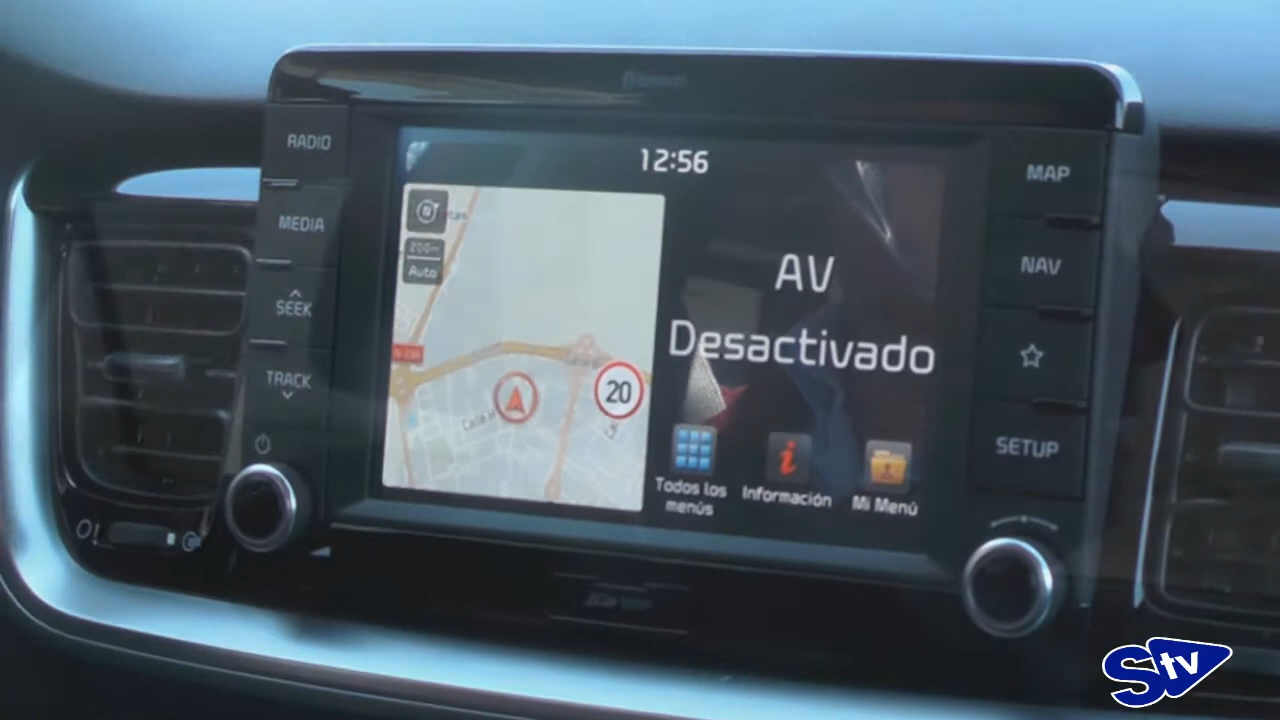 RADIO
MEDIA
SEEK
TRACK
12:56
N
200m
Auto
20
AV
Desactivado
Todos los
menús
i
Información
Mi Menú
MAP
NAV
SETUP
Stv